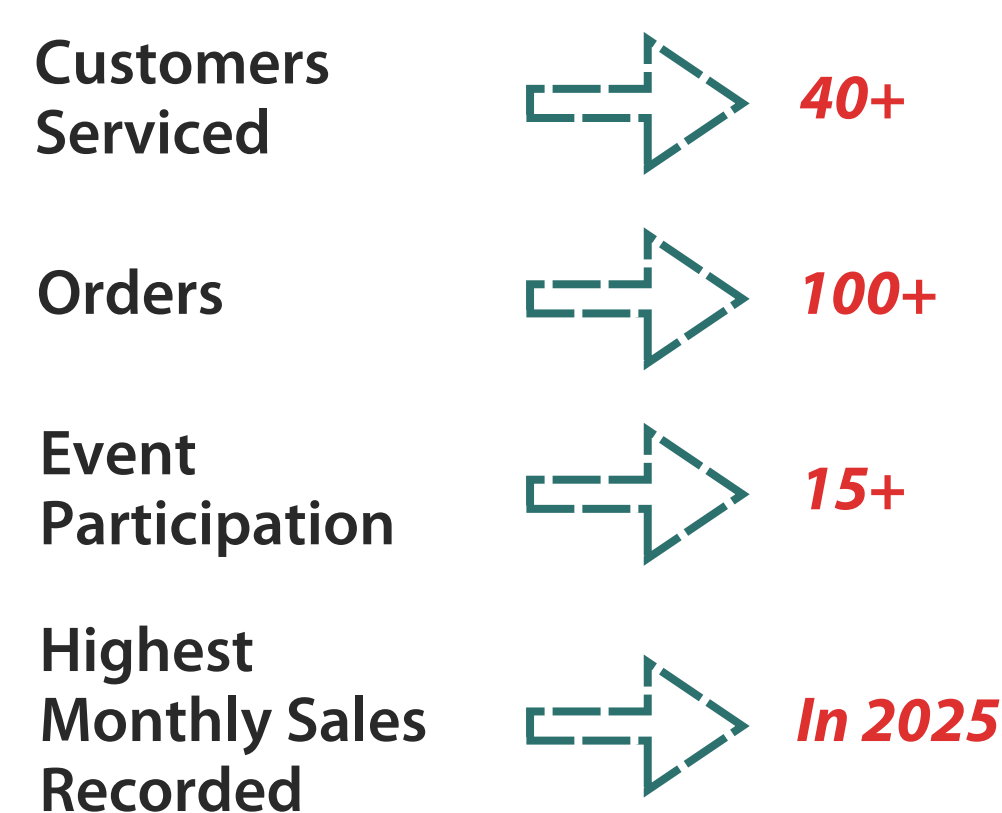 Customers
Serviced
40+
Orders
100+
Event
Participation
15+
Highest
Monthly Sales
Recorded
In 2025